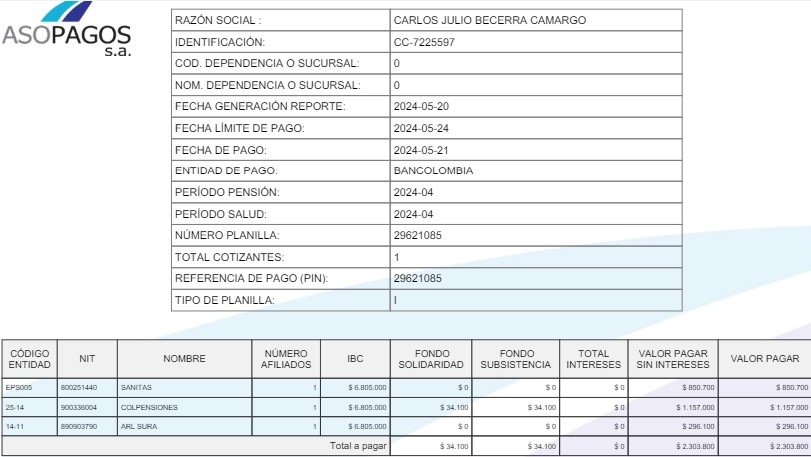 ASOPAGOS
s.a.
RAZÓN SOCIAL : CARLOS JULIO BECERRA CAMARGO
IDENTIFICACIÓN: CC-7225597
COD. DEPENDENCIA O SUCURSAL: 0
NOM. DEPENDENCIA O SUCURSAL: 0
FECHA GENERACIÓN REPORTE: 2024-05-20
FECHA LÍMITE DE PAGO: 2024-05-24
FECHA DE PAGO: 2024-05-21
ENTIDAD DE PAGO: BANCOLOMBIA
PERÍODO PENSIÓN: 2024-04
PERÍODO SALUD: 2024-04
NÚMERO PLANILLA: 29621085
TOTAL COTIZANTES: 1
REFERENCIA DE PAGO (PIN): 29621085
TIPO DE PLANILLA: I
CÓDIGO ENTIDAD NIT NOMBRE NÚMERO AFILIADOS IBC FONDO SOLIDARIDAD FONDO SUBSISTENCIA TOTAL INTERESES VALOR PAGAR SIN INTERESES VALOR PAGAR
EPS005 800251440 SANITAS 1 $ 6.805.000 $ 0 $ 0 $ 0 $ 850.700 $ 850.700
25-14 900336004 COLPENSIONES 1 $ 6.805.000 $ 34.100 $ 34.100 $ 0 $ 1.157.000 $ 1.157.000
14-11 890903790 ARL SURA 1 $ 6.805.000 $ 0 $ 0 $ 0 $ 296.100 $ 296.100
Total a pagar $ 34.100 $ 34.100 $ 0 $ 2.303.800 $ 2.303.800